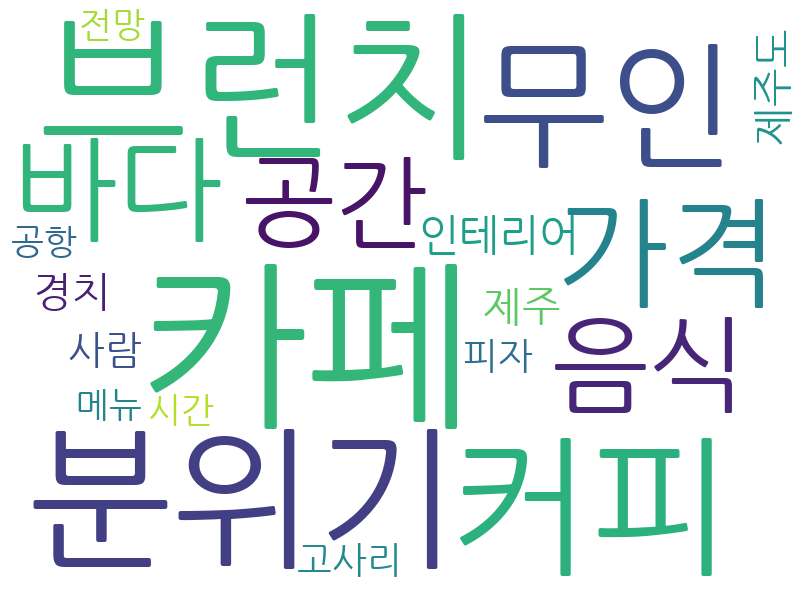 전망
브런치
무인
제주도
바다
공간
인테리어
가격
공항
경치
카페
제주
음식
사람
피자
메뉴
시간
분위기
커피
고사리